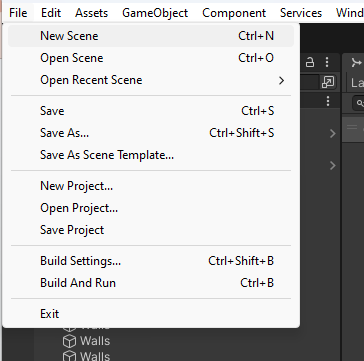 File Edit Assets GameObject Component Services Wind
New Scene Ctrl+N
Open Scene Ctrl+O
Open Recent Scene
La
Save Ctrl+S
Save As... Ctrl+Shift+S
Save As Scene Template...
New Project...
Open Project...
Save Project
Build Settings... Ctrl+Shift+B
Build And Run Ctrl+B
Exit
Walls
Walls
Walls